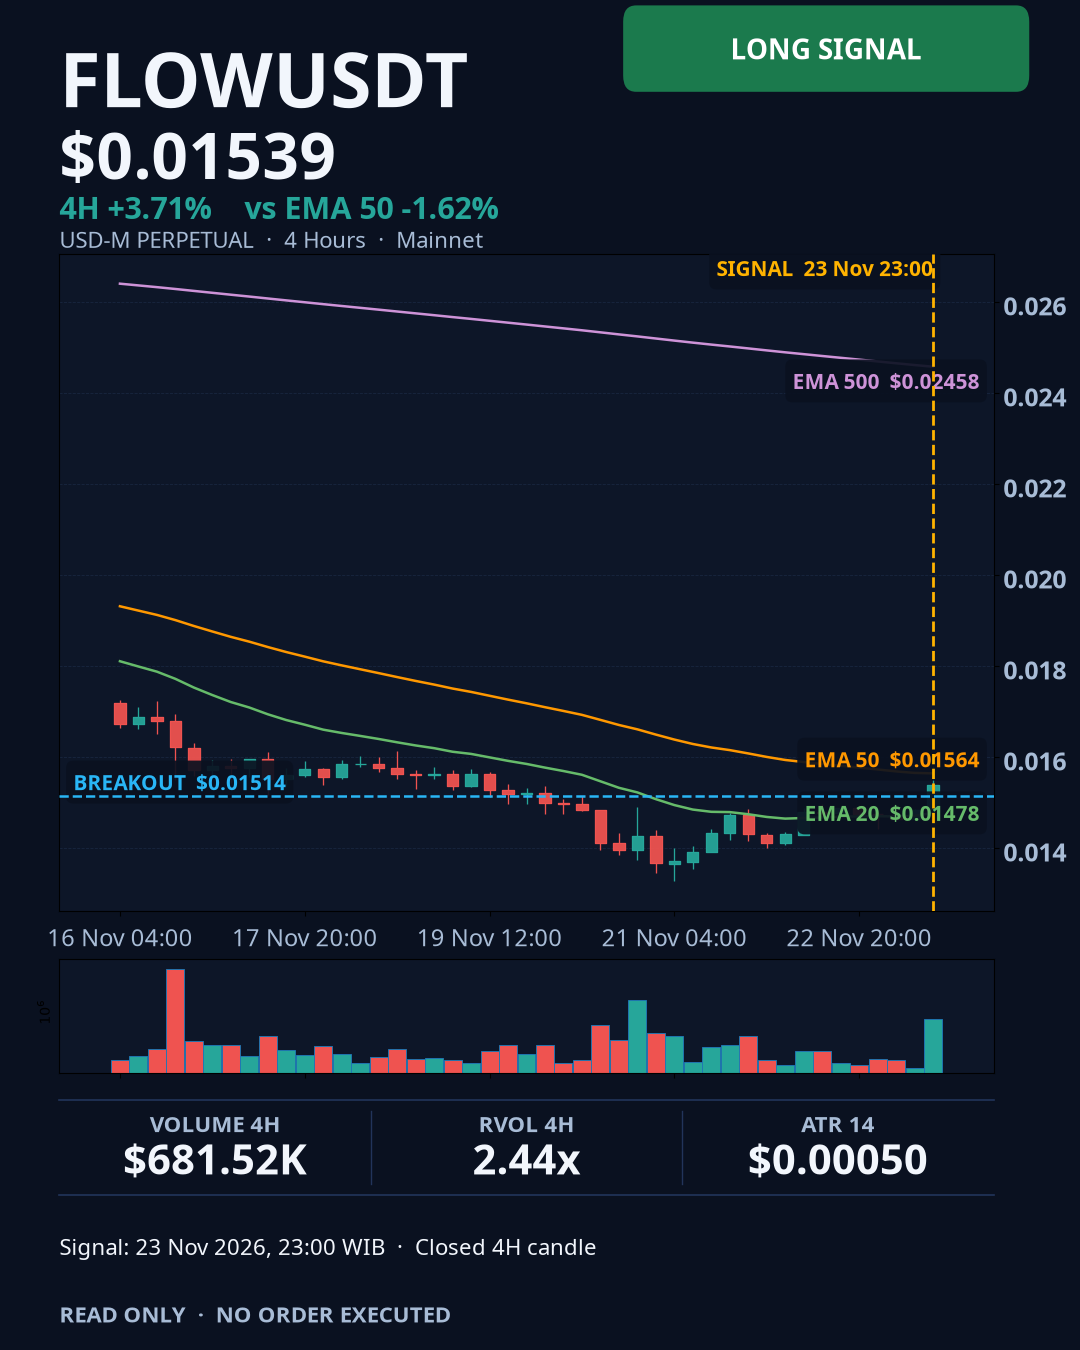 LONG SIGNAL
FLOWUSDT
$0.01539
4H +3.71% vs EMA 50 -1.62%
USD-M PERPETUAL · 4 Hours · Mainnet
SIGNAL 23 Nov 23:00
0.026
EMA 500 $0.02458
0.024
0.022
0.020
0.018
EMA 50 $0.01564
0.016
BREAKOUT $0.01514
EMA 20 $0.01478
0.014
16 Nov 04:00 17 Nov 20:00 19 Nov 12:00 21 Nov 04:00 22 Nov 20:00
10⁶
VOLUME 4H
$681.52K
RVOL 4H
2.44x
ATR 14
$0.00050
Signal: 23 Nov 2026, 23:00 WIB · Closed 4H candle
READ ONLY · NO ORDER EXECUTED